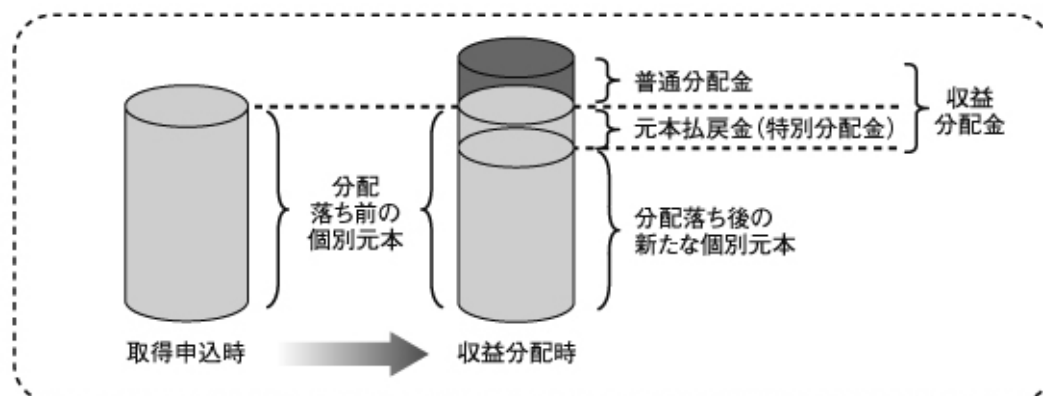 普通分配金
元本払戻金(特別分配金)
収益
分配金
分配
落ち前の
個別元本
分配落ち後の
新たな個別元本
取得申込時
収益分配時